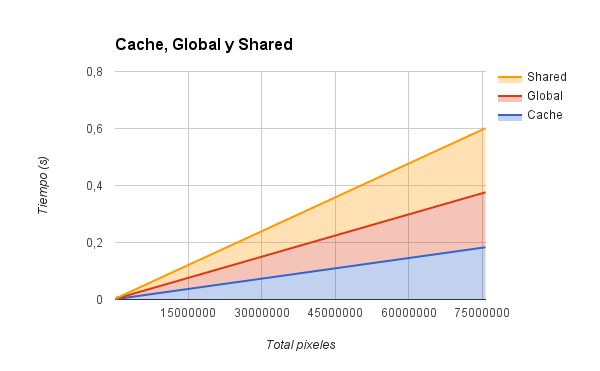 Cache, Global y Shared
0,8
0,6
0,4
0,2
0
Tiempo (s)
15000000 30000000 45000000 60000000 75000000
Total pixeles
Shared
Global
Cache